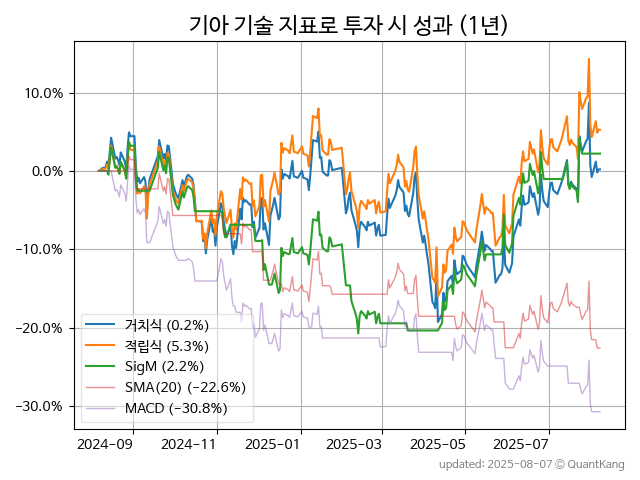 기아 기술 지표로 투자 시 성과 (1년)
10.0%
0.0%
−10.0%
−20.0%
−30.0%
거치식 (0.2%)
적립식 (5.3%)
SigM (2.2%)
SMA(20) (−22.6%)
MACD (−30.8%)
2024−09 2024−11 2025−01 2025−03 2025−05 2025−07
updated: 2025-08-07 © QuantKang